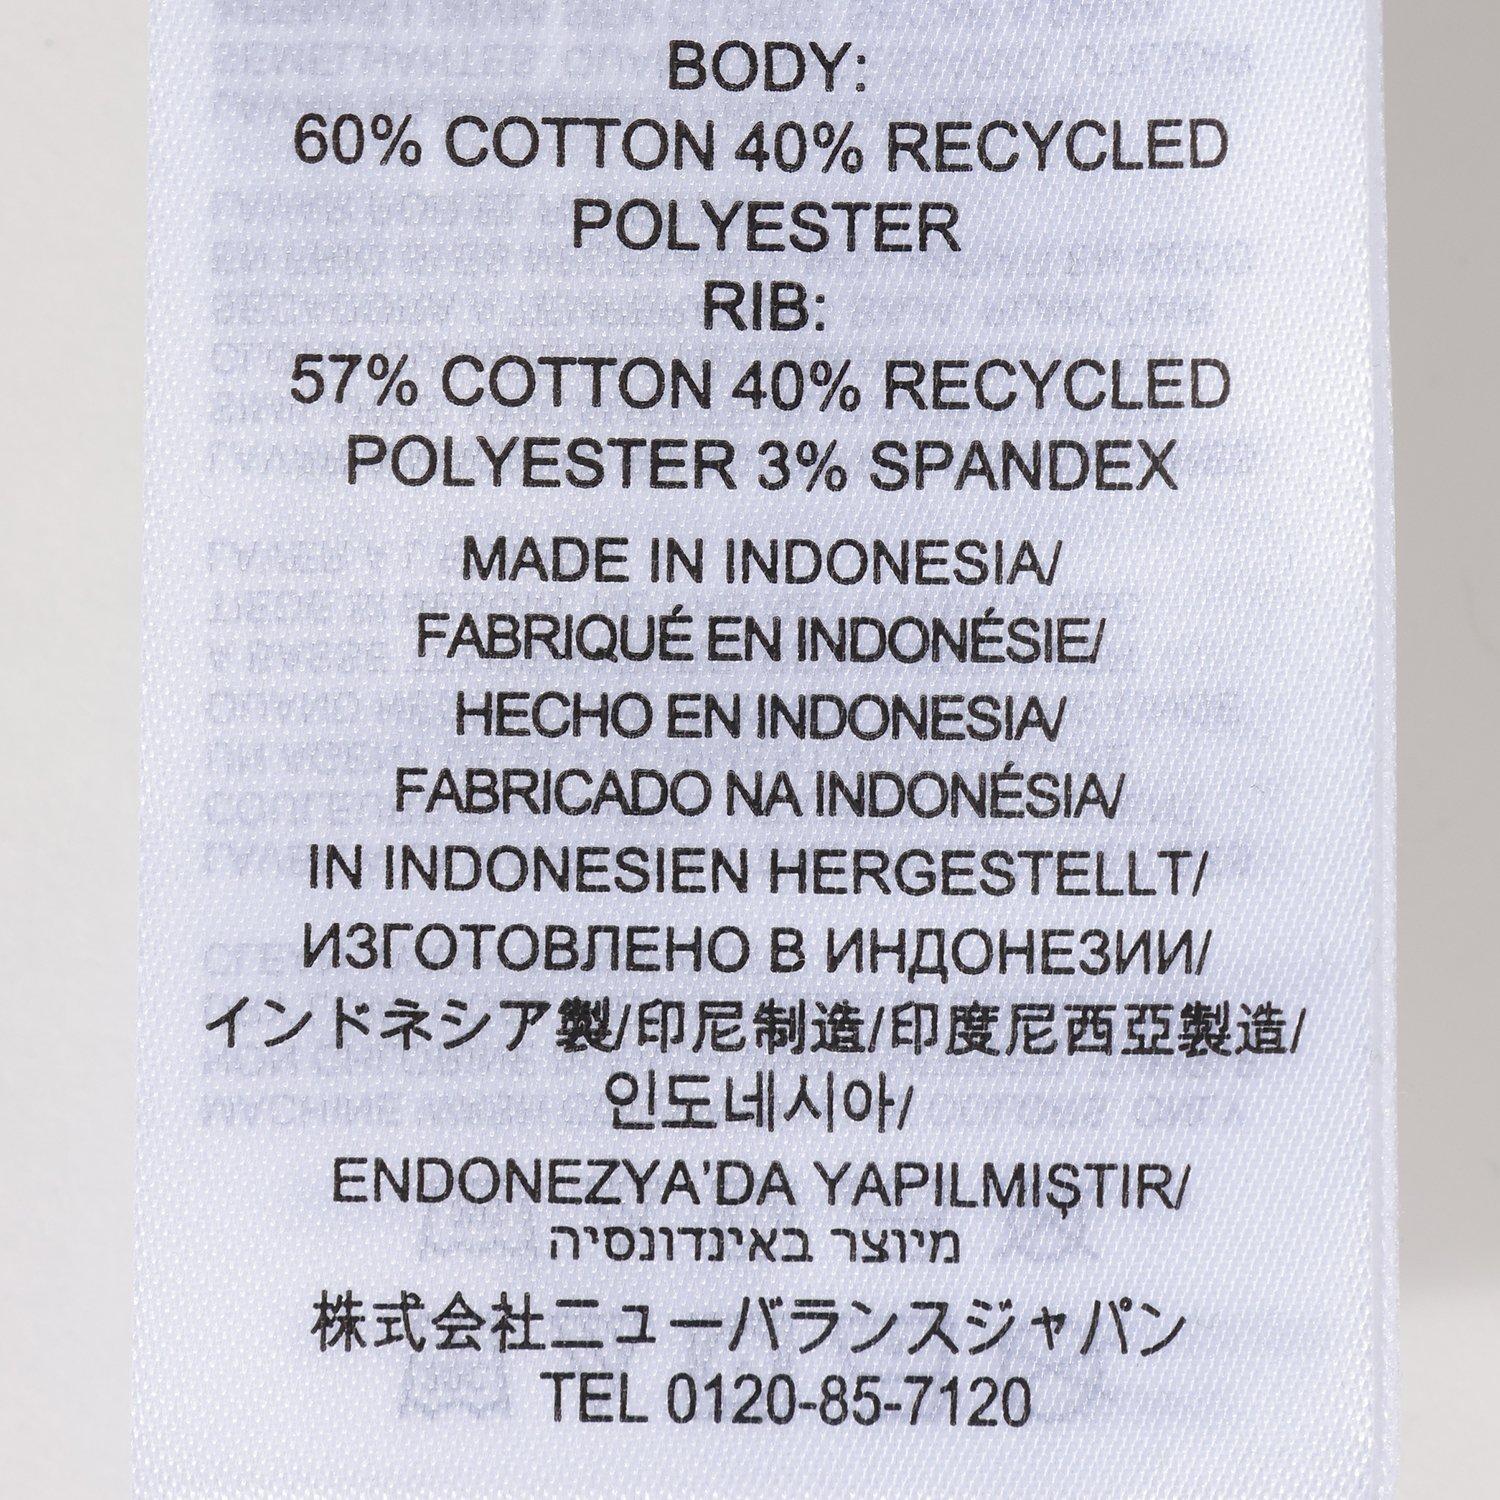 BODY:
60% COTTON 40% RECYCLED
POLYESTER
RIB:
57% COTTON 40% RECYCLED
POLYESTER 3% SPANDEX
MADE IN INDONESIA/
FABRIQUÉ EN INDONÉSIE/
HECHO EN INDONESIA/
FABRICADO NA INDONÉSIA/
IN INDONESIEN HERGESTELLT/
ИЗГОТОВЛЕНО В ИНДОНЕЗИИ/
インドネシア製/印尼制造/印度尼西亞製造/
인도네시아/
ENDONEZYA'DA YAPILMIŞTIR/
מיוצר באינדונסיה
株式会社ニューバランスジャパン
TEL 0120-85-7120